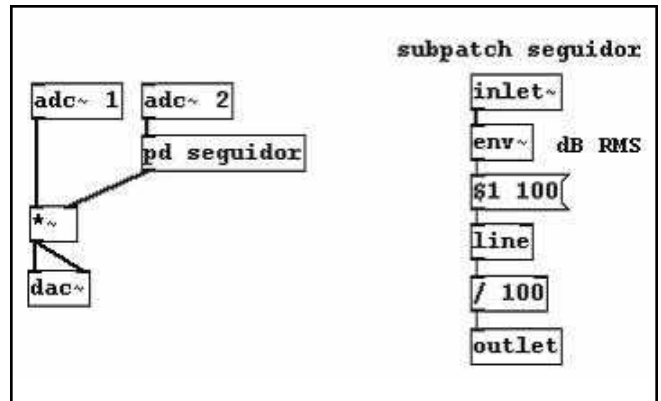 adc~ 1
adc~ 2
pd seguidor
*~
dac~
subpatch seguidor
inlet~
env~
dB RMS
$1 100
line
/ 100
outlet